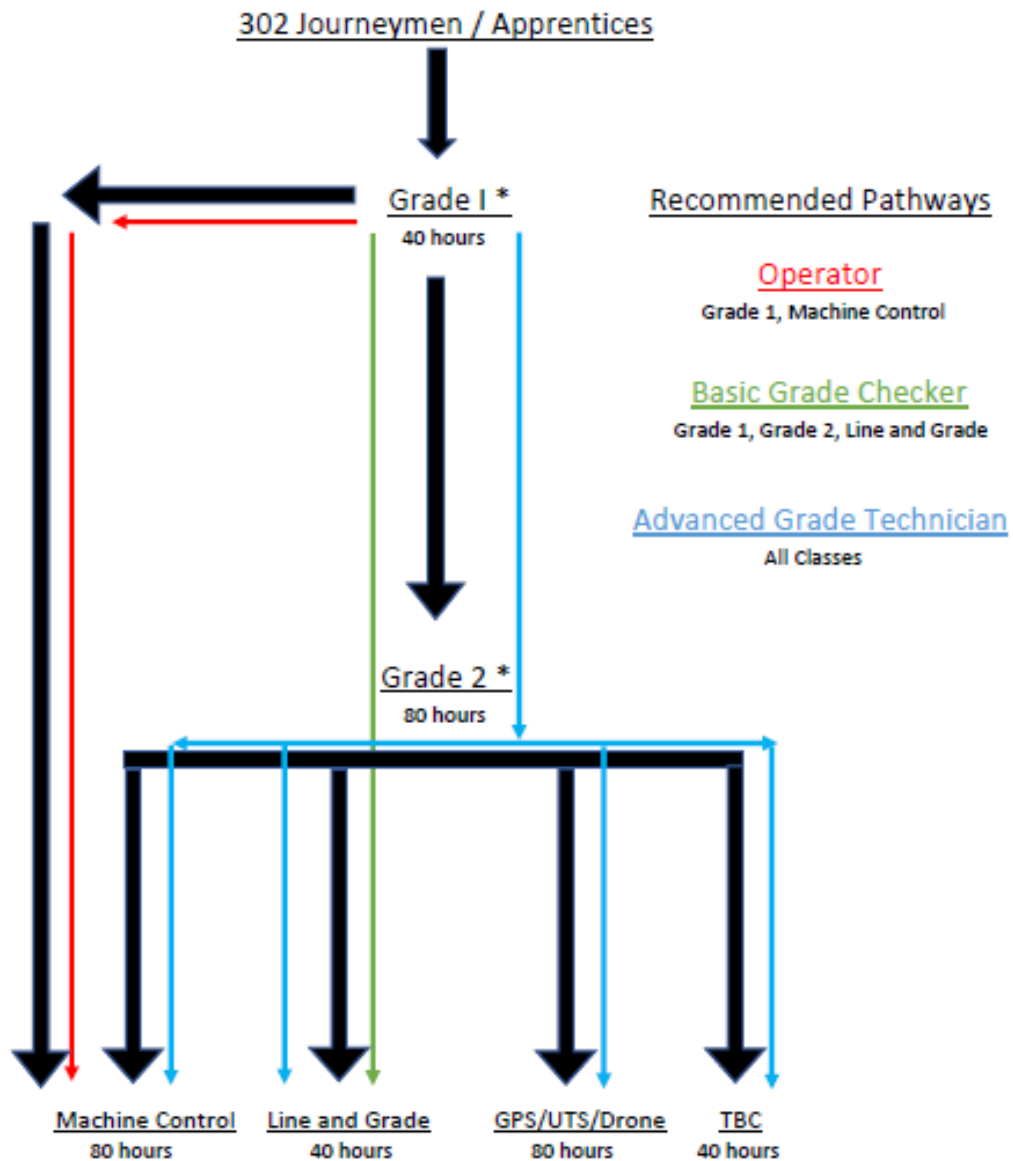 302 Journeymen / Apprentices
Grade I *
40 hours
Recommended Pathways
Operator
Grade 1, Machine Control
Basic Grade Checker
Grade 1, Grade 2, Line and Grade
Advanced Grade Technician
All Classes
Grade 2 *
80 hours
Machine Control
80 hours
Line and Grade
40 hours
GPS/UTS/Drone
80 hours
TBC
40 hours